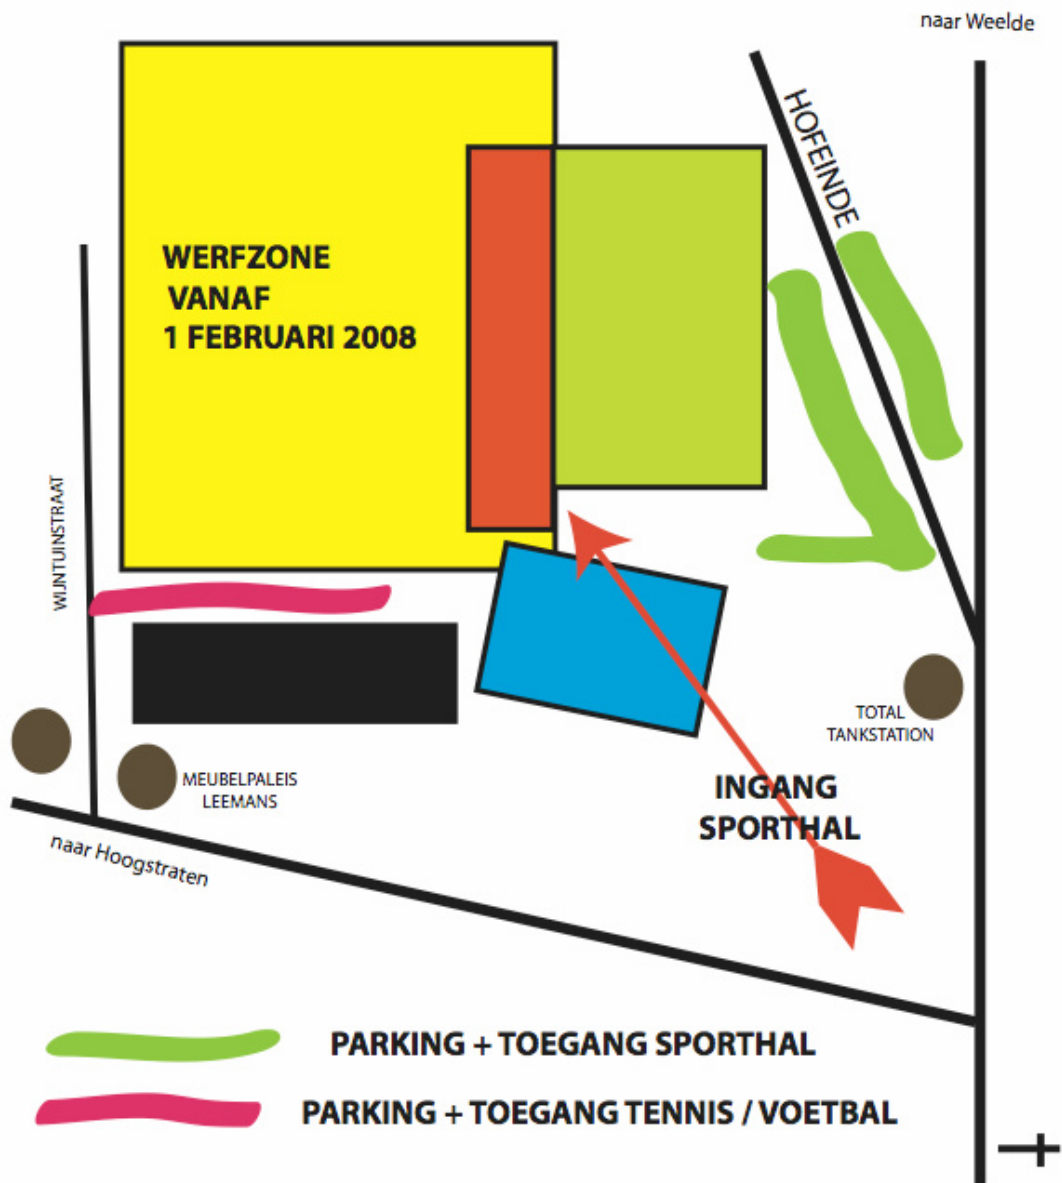 naar Weelde
HOFEINDE
WERFZONE
VANAF
1 FEBRUARI 2008
WIJNTUINSTRAAT
TOTAL
TANKSTATION
MEUBELPALEIS
LEEMANS
INGANG
SPORTHAL
naar Hoogstraten
PARKING + TOEGANG SPORTHAL
PARKING + TOEGANG TENNIS / VOETBAL